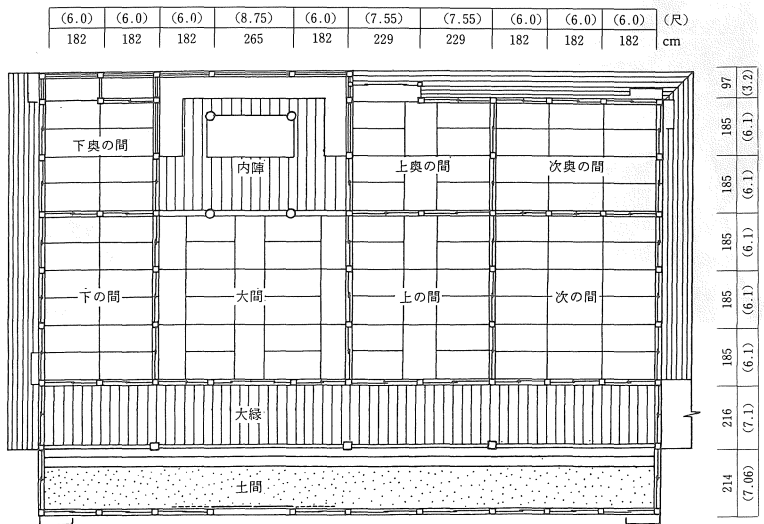 (6.0) (6.0) (6.0) (8.75) (6.0) (7.55) (7.55) (6.0) (6.0) (6.0) (尺)
182 182 182 265 182 229 229 182 182 182 cm
97 (3.2)
185 (6.1)
185 (6.1)
185 (6.1)
185 (6.1)
185 (6.1)
216 (7.1)
214 (7.06)
下奥の間
内陣
上奥の間
次奥の間
下の間
大間
上の間
次の間
大縁
土間